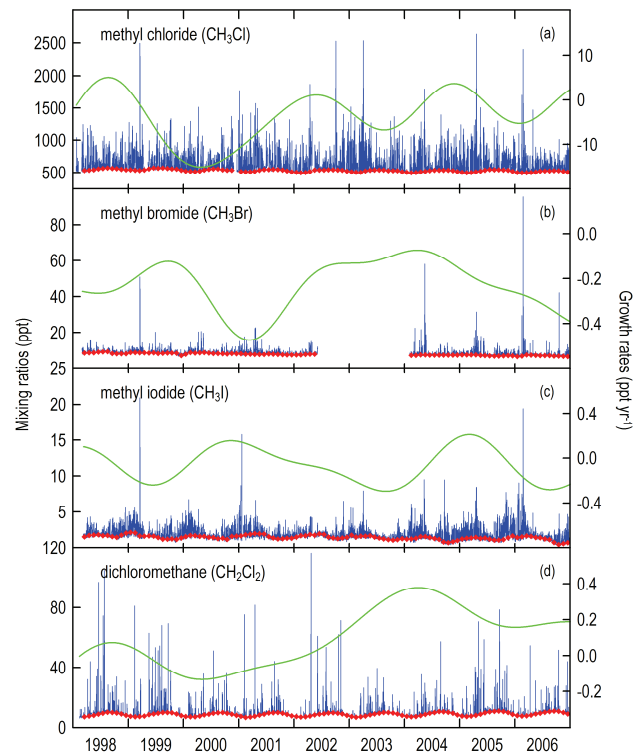 methyl chloride (CH₃Cl)
(a)
2500
2000
1500
1000
500
10
0
-10
methyl bromide (CH₃Br)
(b)
80
60
40
20
25
0.0
-0.2
-0.4
Mixing ratios (ppt)
Growth rates (ppt yr⁻¹)
methyl iodide (CH₃I)
(c)
20
15
10
5
120
0.4
0.0
-0.4
dichloromethane (CH₂Cl₂)
(d)
80
40
0
0.4
0.2
0.0
-0.2
1998 1999 2000 2001 2002 2003 2004 2005 2006